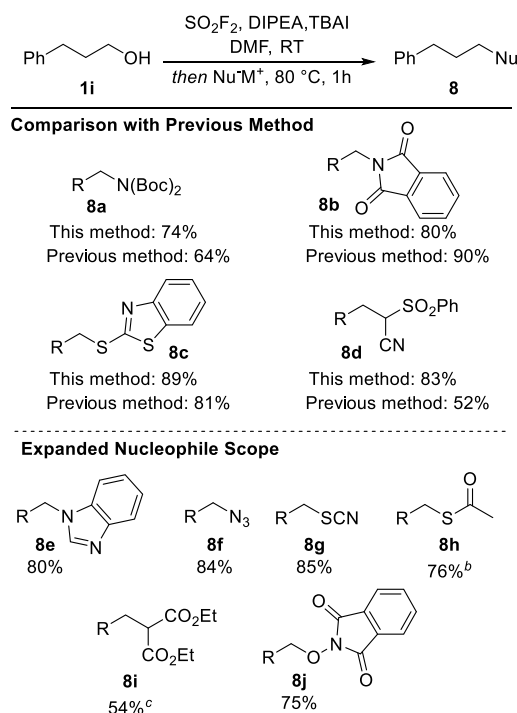 SO2F2, DIPEA,TBAI
DMF, RT
Ph OH Ph Nu
then Nu-M+, 80 °C, 1h
1i 8
Comparison with Previous Method
R N(Boc)2
8a
This method: 74%
Previous method: 64%
O
R N
O
8b
This method: 80%
Previous method: 90%
N
R S S
8c
This method: 89%
Previous method: 81%
R SO2Ph
CN
8d
This method: 83%
Previous method: 52%
Expanded Nucleophile Scope
R N
N
8e
80%
R N3
8f
84%
R SCN
8g
85%
O
R S
8h
76%b
R CO2Et
CO2Et
8i
54%c
O
R O N
O
8j
75%